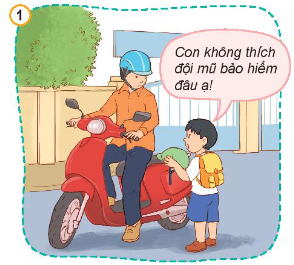 1
Con không thích
đội mũ bảo hiểm
đâu ạ!